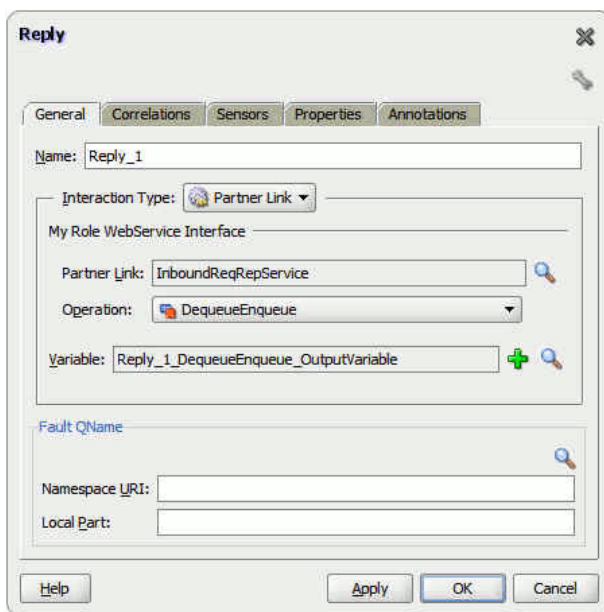 Reply
General Correlations Sensors Properties Annotations
Name: Reply_1
Interaction Type: Partner Link
My Role WebService Interface
Partner Link: InboundReqRepService
Operation: DequeueEnqueue
Variable: Reply_1_DequeueEnqueue_OutputVariable
Fault QName
Namespace URI:
Local Part:
Help Apply OK Cancel